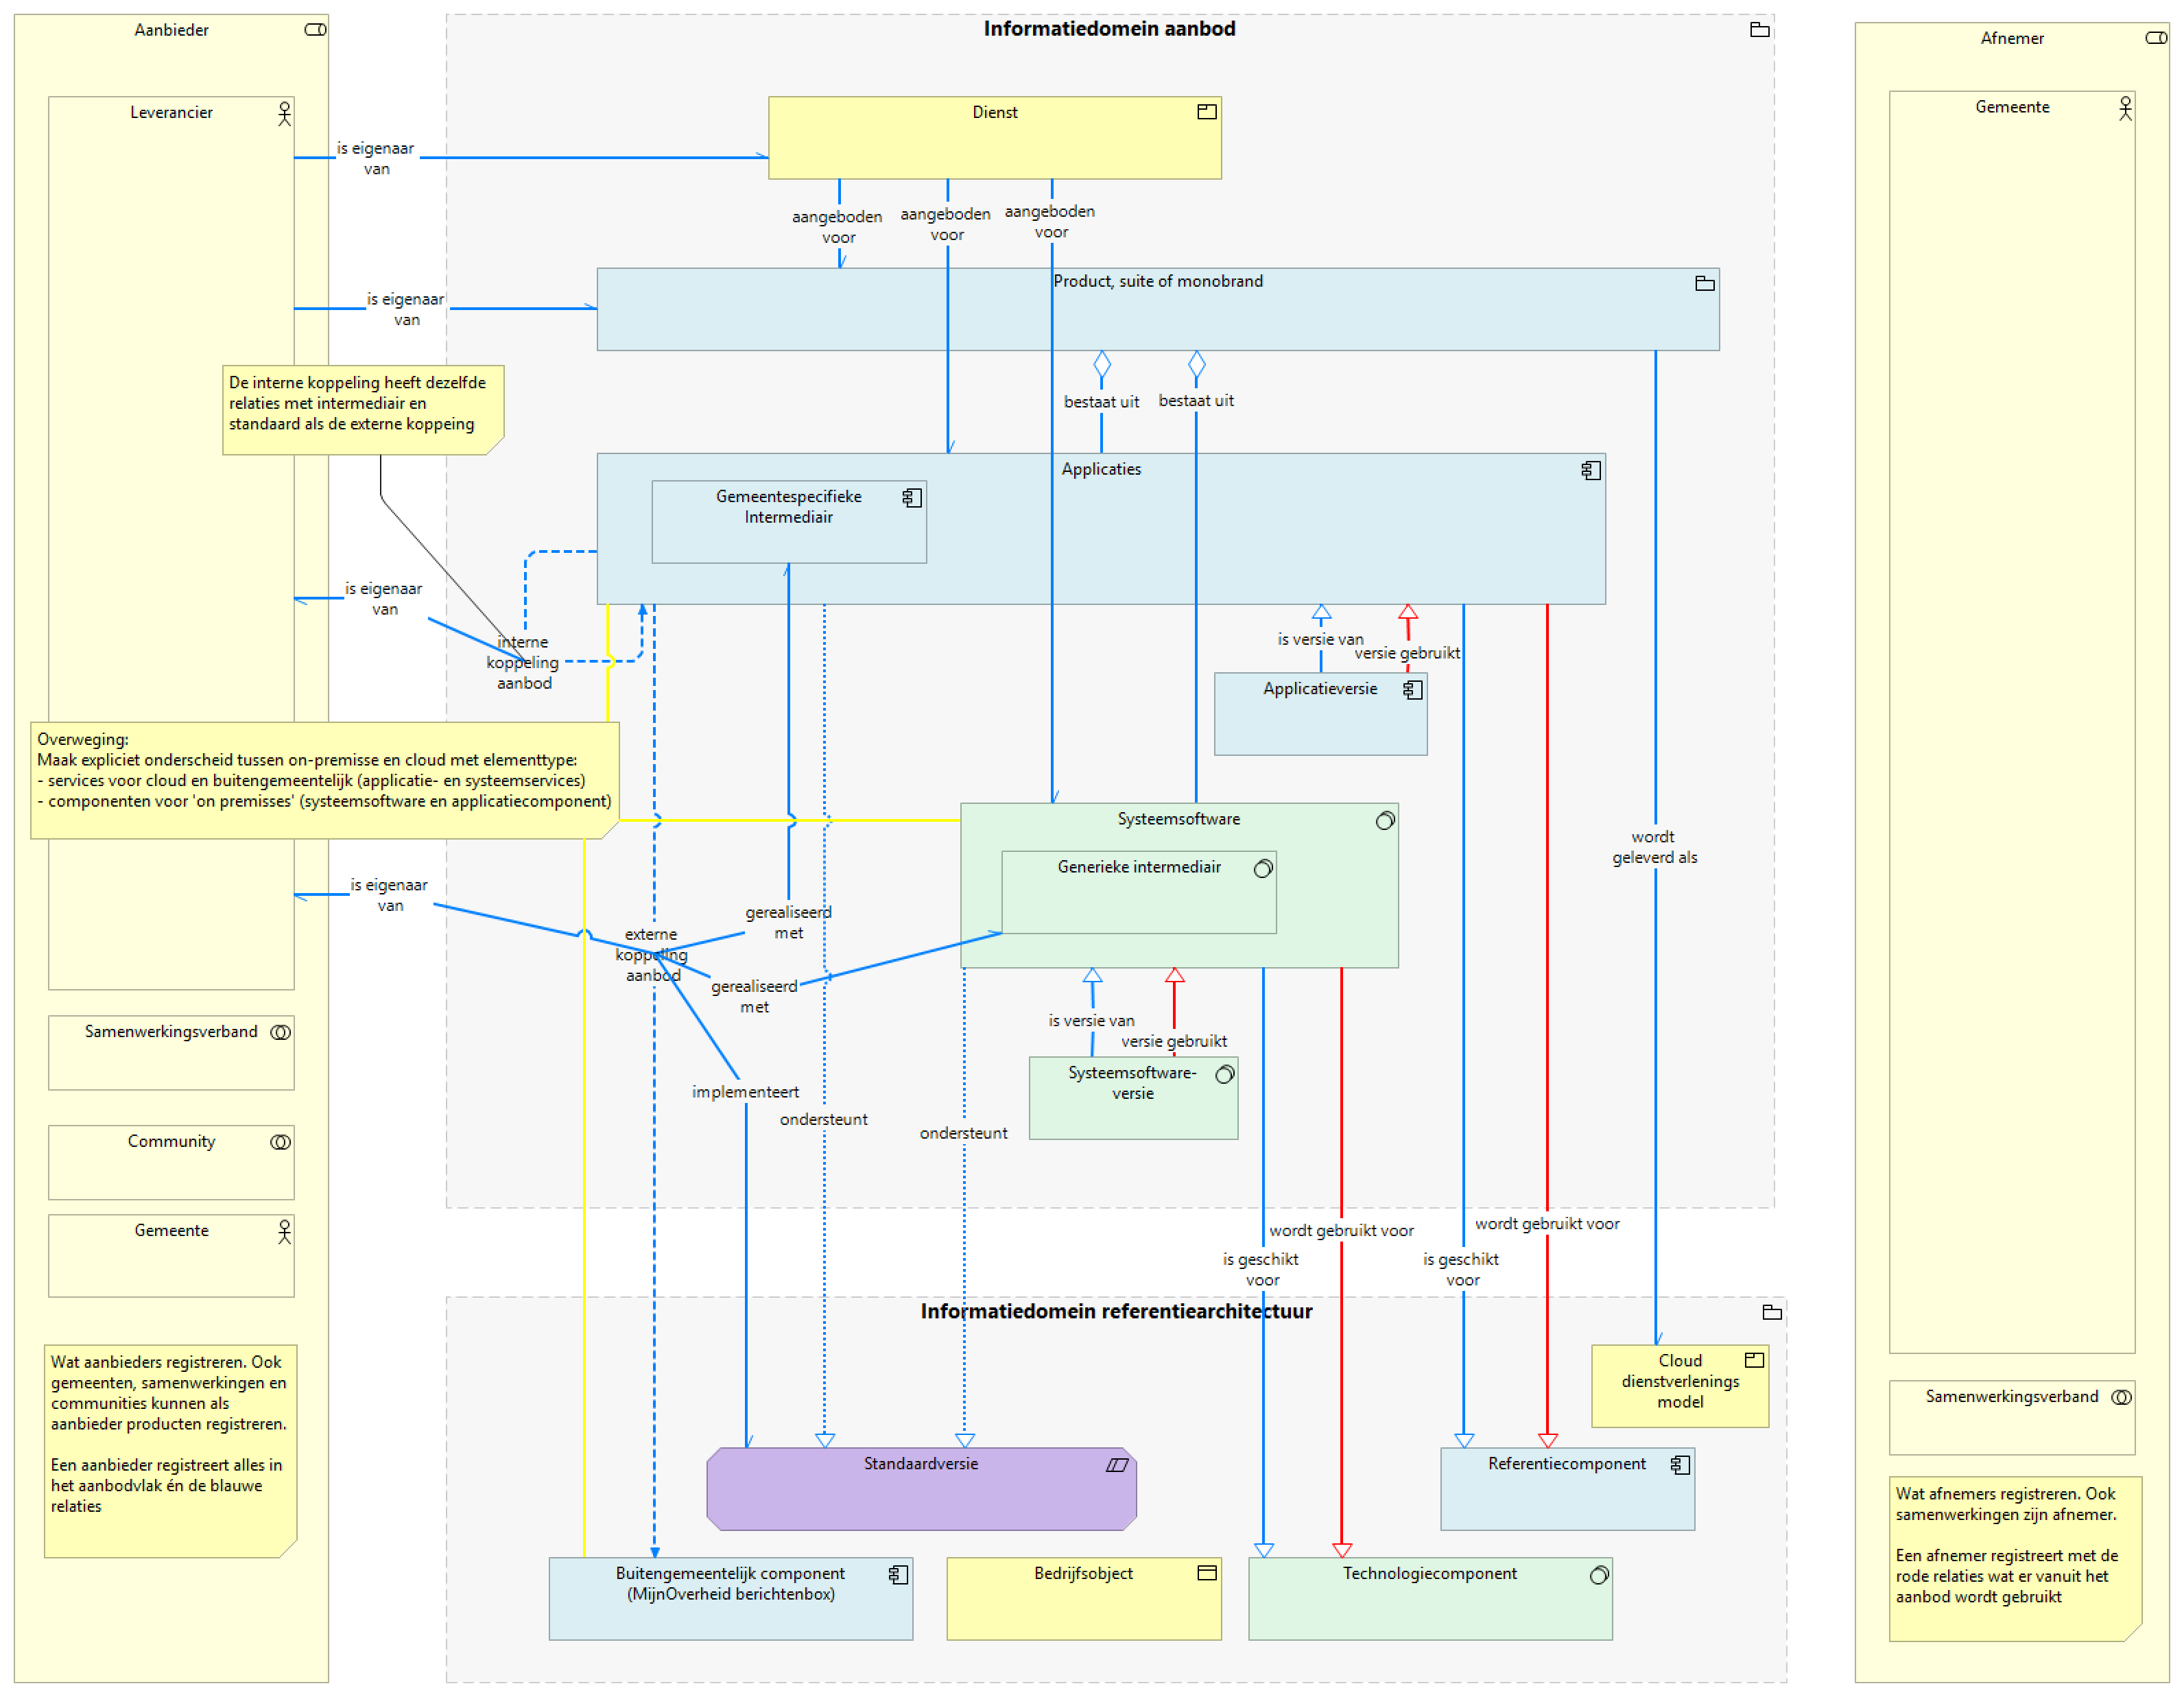 Aanbieder
Leverancier
De interne koppeling heeft dezelfde
relaties met intermediair en
standaard als de externe koppeing
Overweging:
Maak expliciet onderscheid tussen on-premisse en cloud met elementtype:
- services voor cloud en buitengemeentelijk (applicatie- en systeemservices)
- componenten voor 'on premisses' (systeemsoftware en applicatiecomponent)
Samenwerkingsverband
Community
Gemeente
Wat aanbieders registreren. Ook
gemeenten, samenwerkingen en
communities kunnen als
aanbieder producten registreren.
Een aanbieder registreert alles in
het aanbodvlak én de blauwe
relaties
is eigenaar
van
is eigenaar
van
is eigenaar
van
is eigenaar
van
Informatiedomein aanbod
Dienst
aangeboden
voor
aangeboden
voor
aangeboden
voor
Product, suite of monobrand
bestaat uit
bestaat uit
Applicaties
Gemeentespecifieke
Intermediair
interne
koppeling
aanbod
is versie van
versie gebruikt
Applicatieversie
Systeemsoftware
Generieke intermediair
wordt
geleverd als
gerealiseerd
met
externe
koppeling
aanbod
gerealiseerd
met
is versie van
versie gebruikt
Systeemsoftware-
versie
implementeert
ondersteunt
ondersteunt
wordt gebruikt voor
wordt gebruikt voor
is geschikt
voor
is geschikt
voor
Informatiedomein referentiearchitectuur
Cloud
dienstverlenings
model
Standaardversie
Referentiecomponent
Buitengemeentelijk component
(MijnOverheid berichtenbox)
Bedrijfsobject
Technologiecomponent
Afnemer
Gemeente
Samenwerkingsverband
Wat afnemers registreren. Ook
samenwerkingen zijn afnemer.
Een afnemer registreert met de
rode relaties wat er vanuit het
aanbod wordt gebruikt